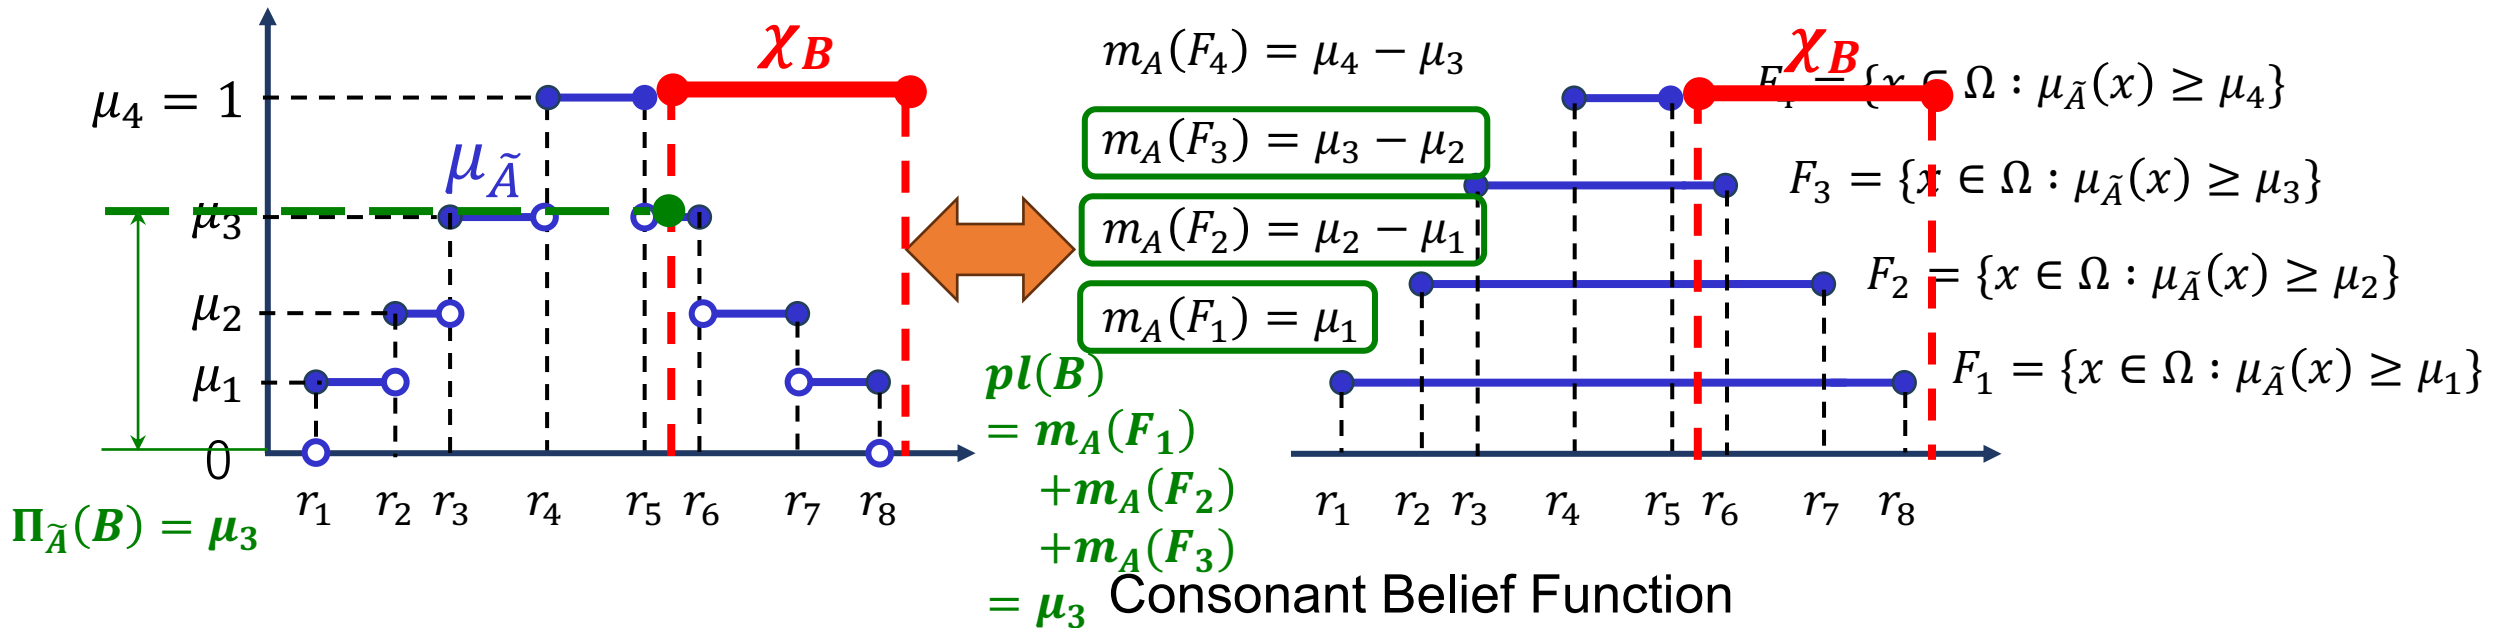 χ_B
μ_4 = 1
μ_Ã
μ_3
μ_2
μ_1
0
r_1 r_2 r_3 r_4 r_5 r_6 r_7 r_8
Π_Ã(B) = μ_3
m_A(F_4) = μ_4 − μ_3
m_A(F_3) = μ_3 − μ_2
m_A(F_2) = μ_2 − μ_1
m_A(F_1) = μ_1
pl(B)
= m_A(F_1)
+m_A(F_2)
+m_A(F_3)
= μ_3
χ_B
F_4 = {x ∈ Ω : μ_Ã(x) ≥ μ_4}
F_3 = {x ∈ Ω : μ_Ã(x) ≥ μ_3}
F_2 = {x ∈ Ω : μ_Ã(x) ≥ μ_2}
F_1 = {x ∈ Ω : μ_Ã(x) ≥ μ_1}
r_1 r_2 r_3 r_4 r_5 r_6 r_7 r_8
Consonant Belief Function